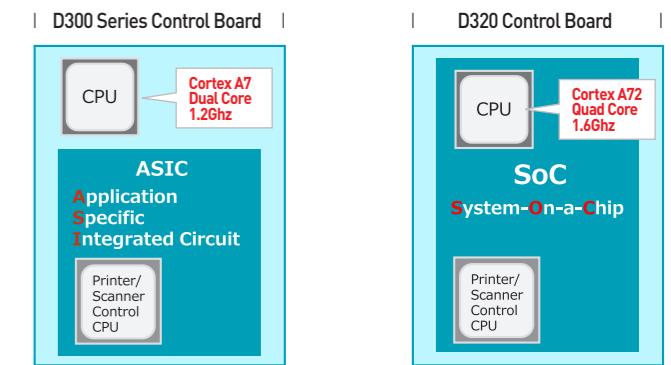 D300 Series Control Board
CPU
Cortex A7
Dual Core
1.2Ghz
ASIC
Application
Specific
Integrated Circuit
Printer/
Scanner
Control
CPU
D320 Control Board
CPU
Cortex A72
Quad Core
1.6Ghz
SoC
System-On-a-Chip
Printer/
Scanner
Control
CPU